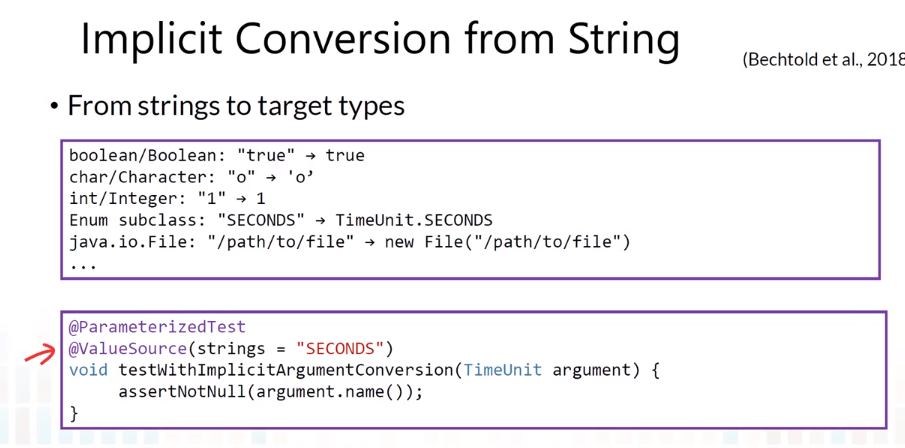 Implicit Conversion from String
(Bechtold et al., 2018
• From strings to target types
boolean/Boolean: "true" → true
char/Character: "o" → 'o’
int/Integer: "1" → 1
Enum subclass: "SECONDS" → TimeUnit.SECONDS
java.io.File: "/path/to/file" → new File("/path/to/file")
...
@ParameterizedTest
@ValueSource(strings = "SECONDS")
void testWithImplicitArgumentConversion(TimeUnit argument) {
assertNotNull(argument.name());
}